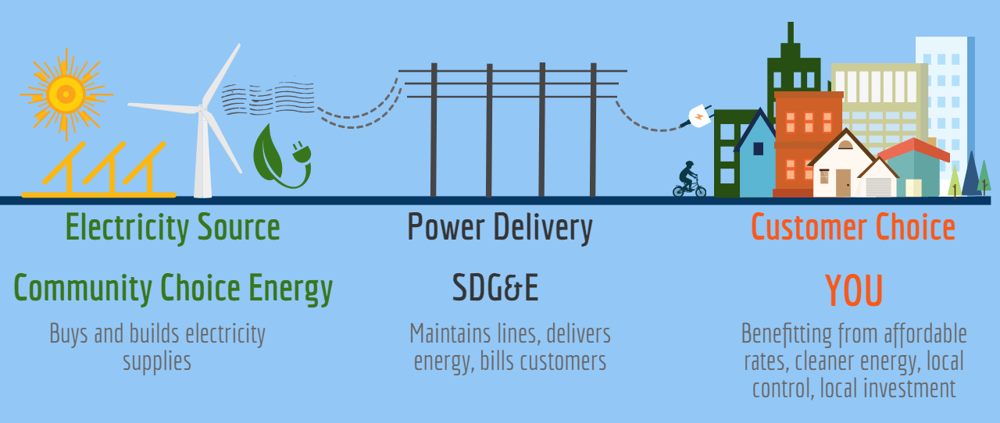 Electricity Source
Power Delivery
Customer Choice
Community Choice Energy
SDG&E
YOU
Buys and builds electricity
supplies
Maintains lines, delivers
energy, bills customers
Benefitting from affordable
rates, cleaner energy, local
control, local investment